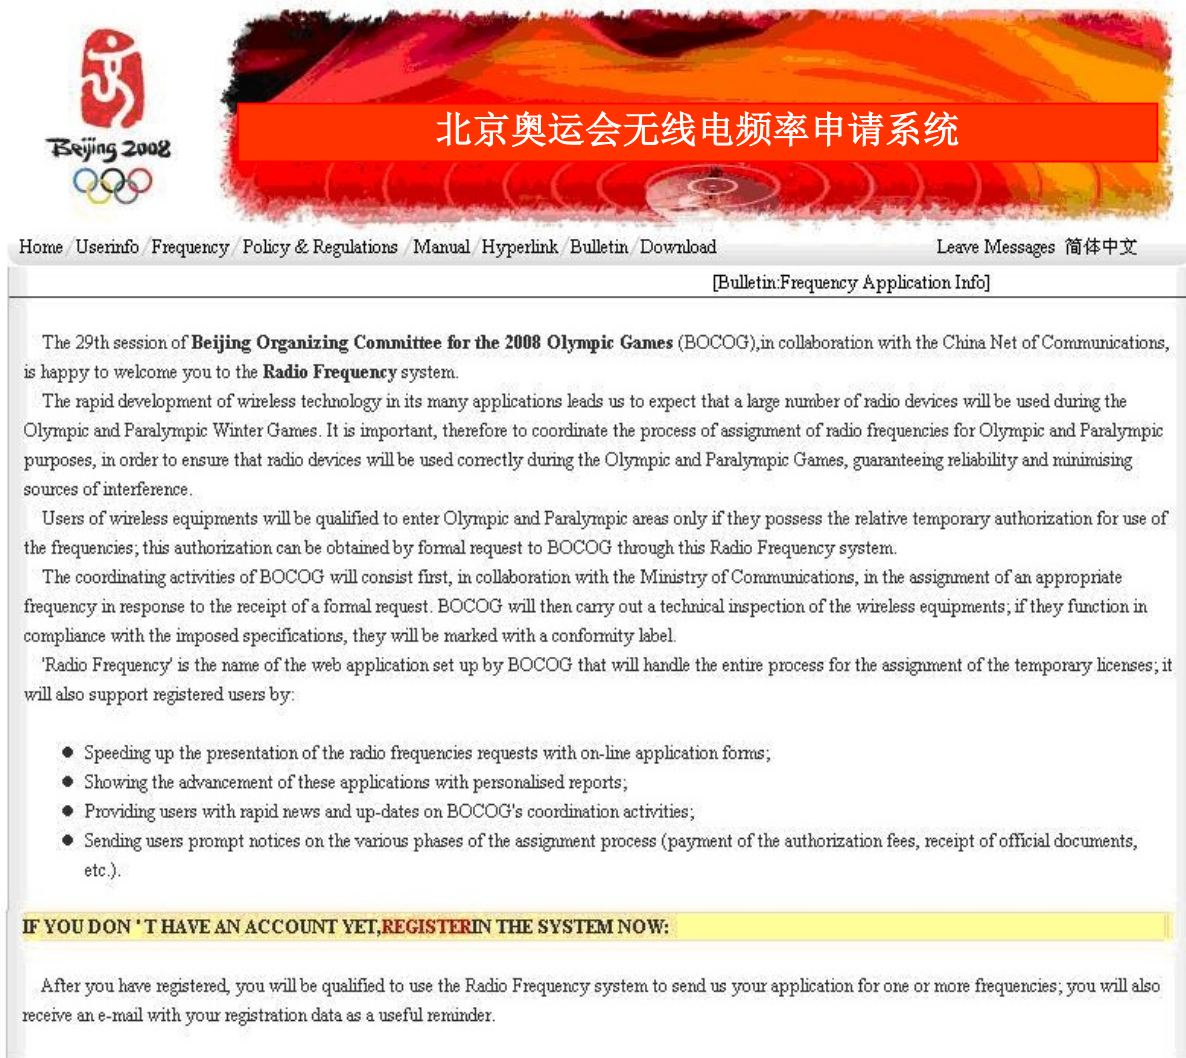 北京奥运会无线电频率申请系统
Beijing 2008
Home / Userinfo / Frequency / Policy & Regulations / Manual / Hyperlink / Bulletin / Download Leave Messages 简体中文
[Bulletin:Frequency Application Info]
The 29th session of Beijing Organizing Committee for the 2008 Olympic Games (BOCOG),in collaboration with the China Net of Communications,
is happy to welcome you to the Radio Frequency system.
The rapid development of wireless technology in its many applications leads us to expect that a large number of radio devices will be used during the
Olympic and Paralympic Winter Games. It is important, therefore to coordinate the process of assignment of radio frequencies for Olympic and Paralympic
purposes, in order to ensure that radio devices will be used correctly during the Olympic and Paralympic Games, guaranteeing reliability and minimising
sources of interference.
Users of wireless equipments will be qualified to enter Olympic and Paralympic areas only if they possess the relative temporary authorization for use of
the frequencies; this authorization can be obtained by formal request to BOCOG through this Radio Frequency system.
The coordinating activities of BOCOG will consist first, in collaboration with the Ministry of Communications, in the assignment of an appropriate
frequency in response to the receipt of a formal request. BOCOG will then carry out a technical inspection of the wireless equipments; if they function in
compliance with the imposed specifications, they will be marked with a conformity label.
'Radio Frequency' is the name of the web application set up by BOCOG that will handle the entire process for the assignment of the temporary licenses; it
will also support registered users by:
● Speeding up the presentation of the radio frequencies requests with on-line application forms;
● Showing the advancement of these applications with personalised reports;
● Providing users with rapid news and up-dates on BOCOG's coordination activities;
● Sending users prompt notices on the various phases of the assignment process (payment of the authorization fees, receipt of official documents,
etc.).
IF YOU DON ' T HAVE AN ACCOUNT YET,REGISTERIN THE SYSTEM NOW:
After you have registered, you will be qualified to use the Radio Frequency system to send us your application for one or more frequencies; you will also
receive an e-mail with your registration data as a useful reminder.